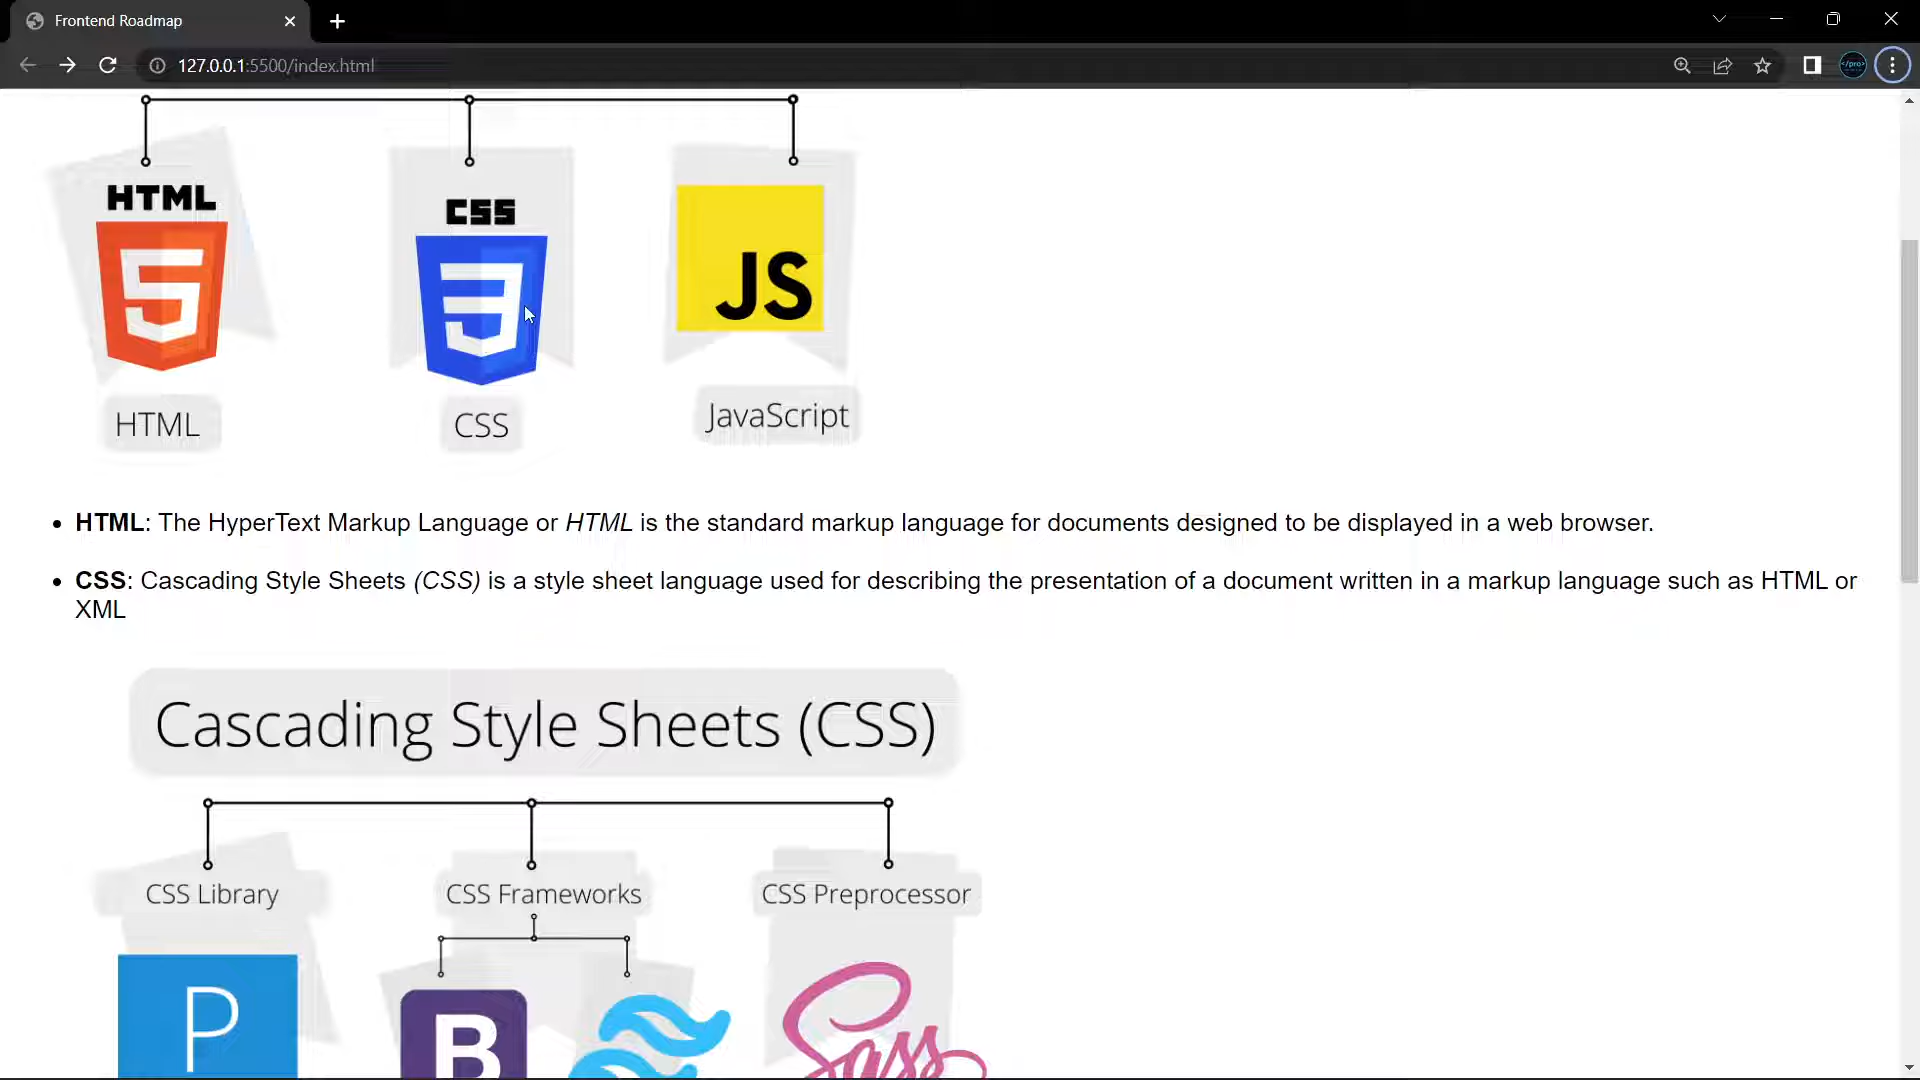 Frontend Roadmap
127.0.0.1:5500/index.html
</pro>
HTML
CSS
JS
HTML
CSS
JavaScript
• HTML: The HyperText Markup Language or HTML is the standard markup language for documents designed to be displayed in a web browser.
• CSS: Cascading Style Sheets (CSS) is a style sheet language used for describing the presentation of a document written in a markup language such as HTML or
XML
Cascading Style Sheets (CSS)
CSS Library
CSS Frameworks
CSS Preprocessor
P
B
Sass